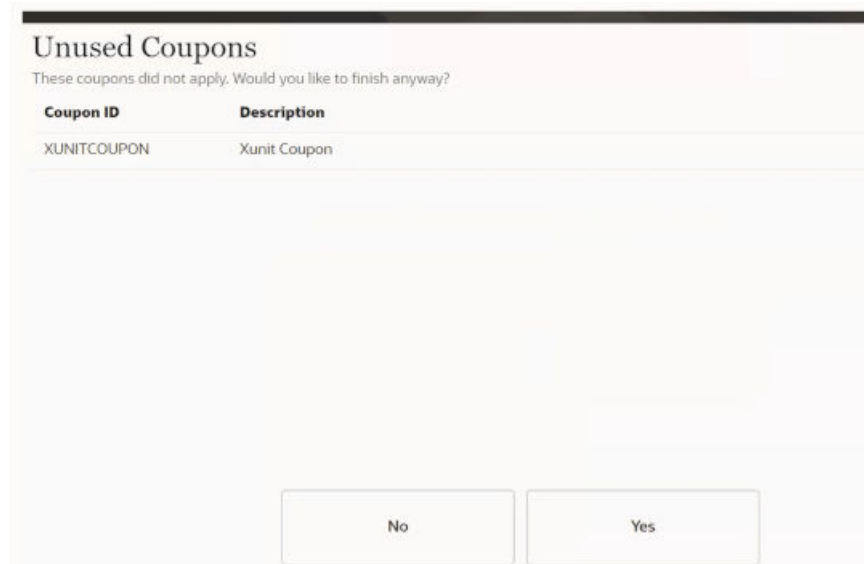 Unused Coupons
These coupons did not apply. Would you like to finish anyway?
Coupon ID Description
XUNITCOUPON Xunit Coupon
No Yes